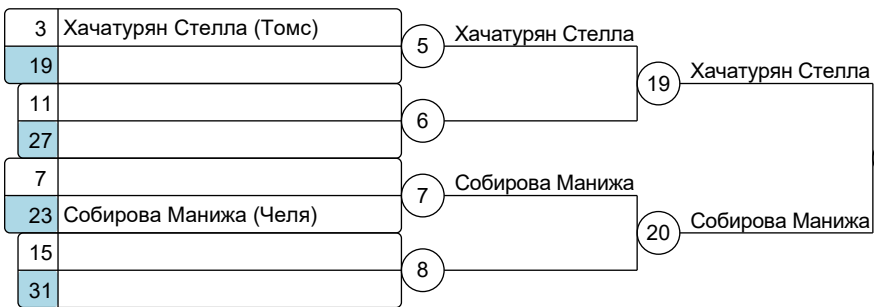 3 Хачатурян Стелла (Томс)
19
11
27
7
23 Собирова Манижа (Челя)
15
31
5 Хачатурян Стелла
6
7 Собирова Манижа
8
19 Хачатурян Стелла
20 Собирова Манижа